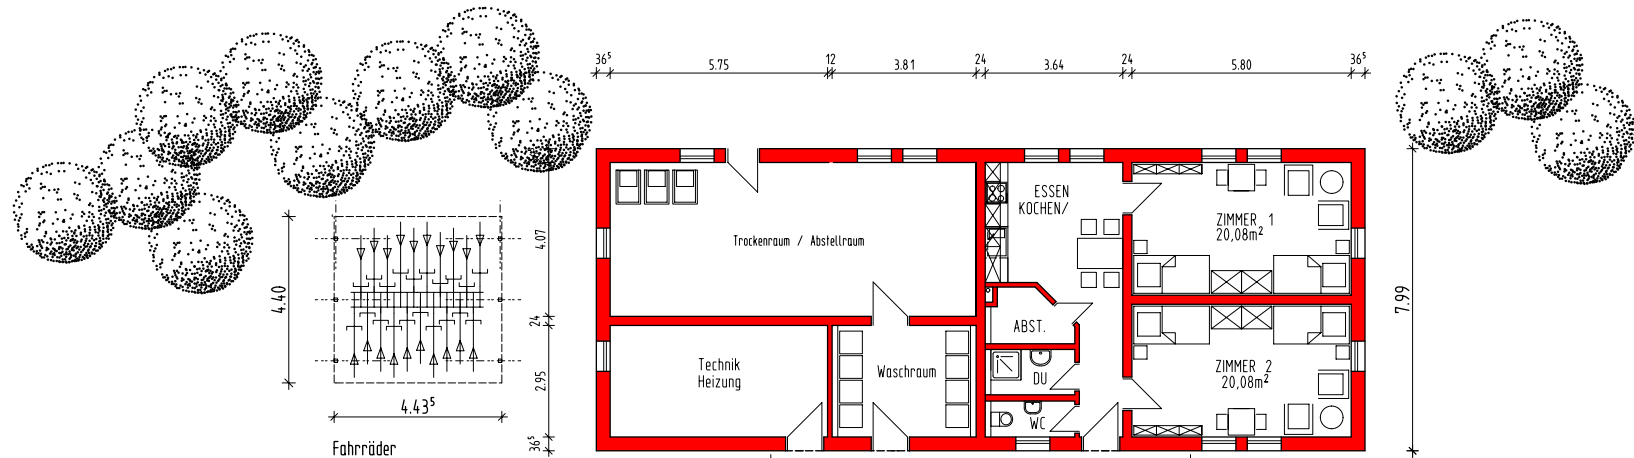 36⁵ 5.75 12 3.81 24 3.64 24 5.80 36⁵
ESSEN
KOCHEN/
ZIMMER 1
20,08m²
Trockenraum / Abstellraum
4.07
4.40
7.99
24
ABST.
Technik
Heizung
Waschraum
2.95
DU
ZIMMER 2
20,08m²
4.43⁵
WC
36⁵
Fahrräder